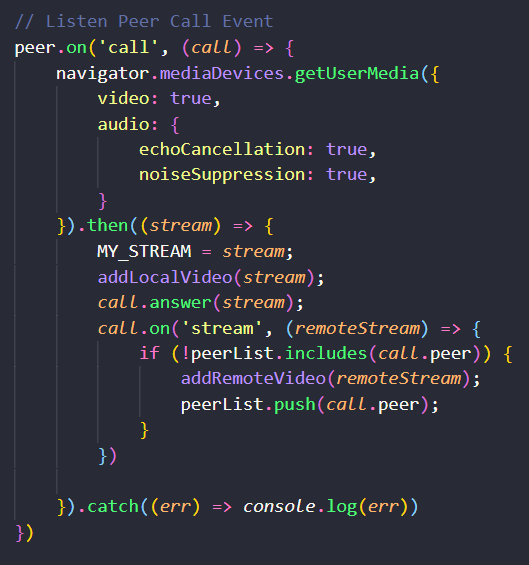 // Listen Peer Call Event
peer.on('call', (call) => {
    navigator.mediaDevices.getUserMedia({
        video: true,
        audio: {
            echoCancellation: true,
            noiseSuppression: true,
        }
    }).then((stream) => {
        MY_STREAM = stream;
        addLocalVideo(stream);
        call.answer(stream);
        call.on('stream', (remoteStream) => {
            if (!peerList.includes(call.peer)) {
                addRemoteVideo(remoteStream);
                peerList.push(call.peer);
            }
        })

    }).catch((err) => console.log(err))
})